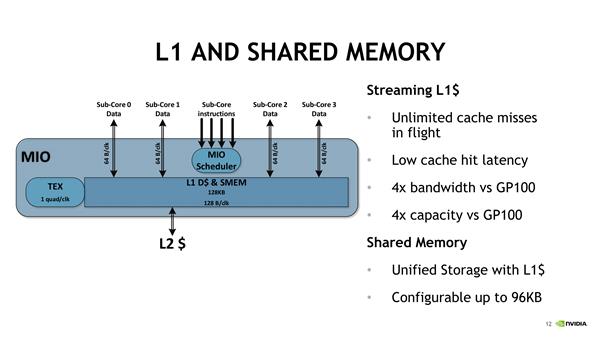 L1 AND SHARED MEMORY
Sub-Core 0
Data
Sub-Core 1
Data
Sub-Core
instructions
Sub-Core 2
Data
Sub-Core 3
Data
64 B/clk
64 B/clk
64 B/clk
64 B/clk
MIO
MIO
Scheduler
TEX
1 quad/clk
L1 D$ & SMEM
128KB
128 B/clk
L2 $
Streaming L1$
• Unlimited cache misses
in flight
• Low cache hit latency
• 4x bandwidth vs GP100
• 4x capacity vs GP100
Shared Memory
• Unified Storage with L1$
• Configurable up to 96KB
12 NVIDIA